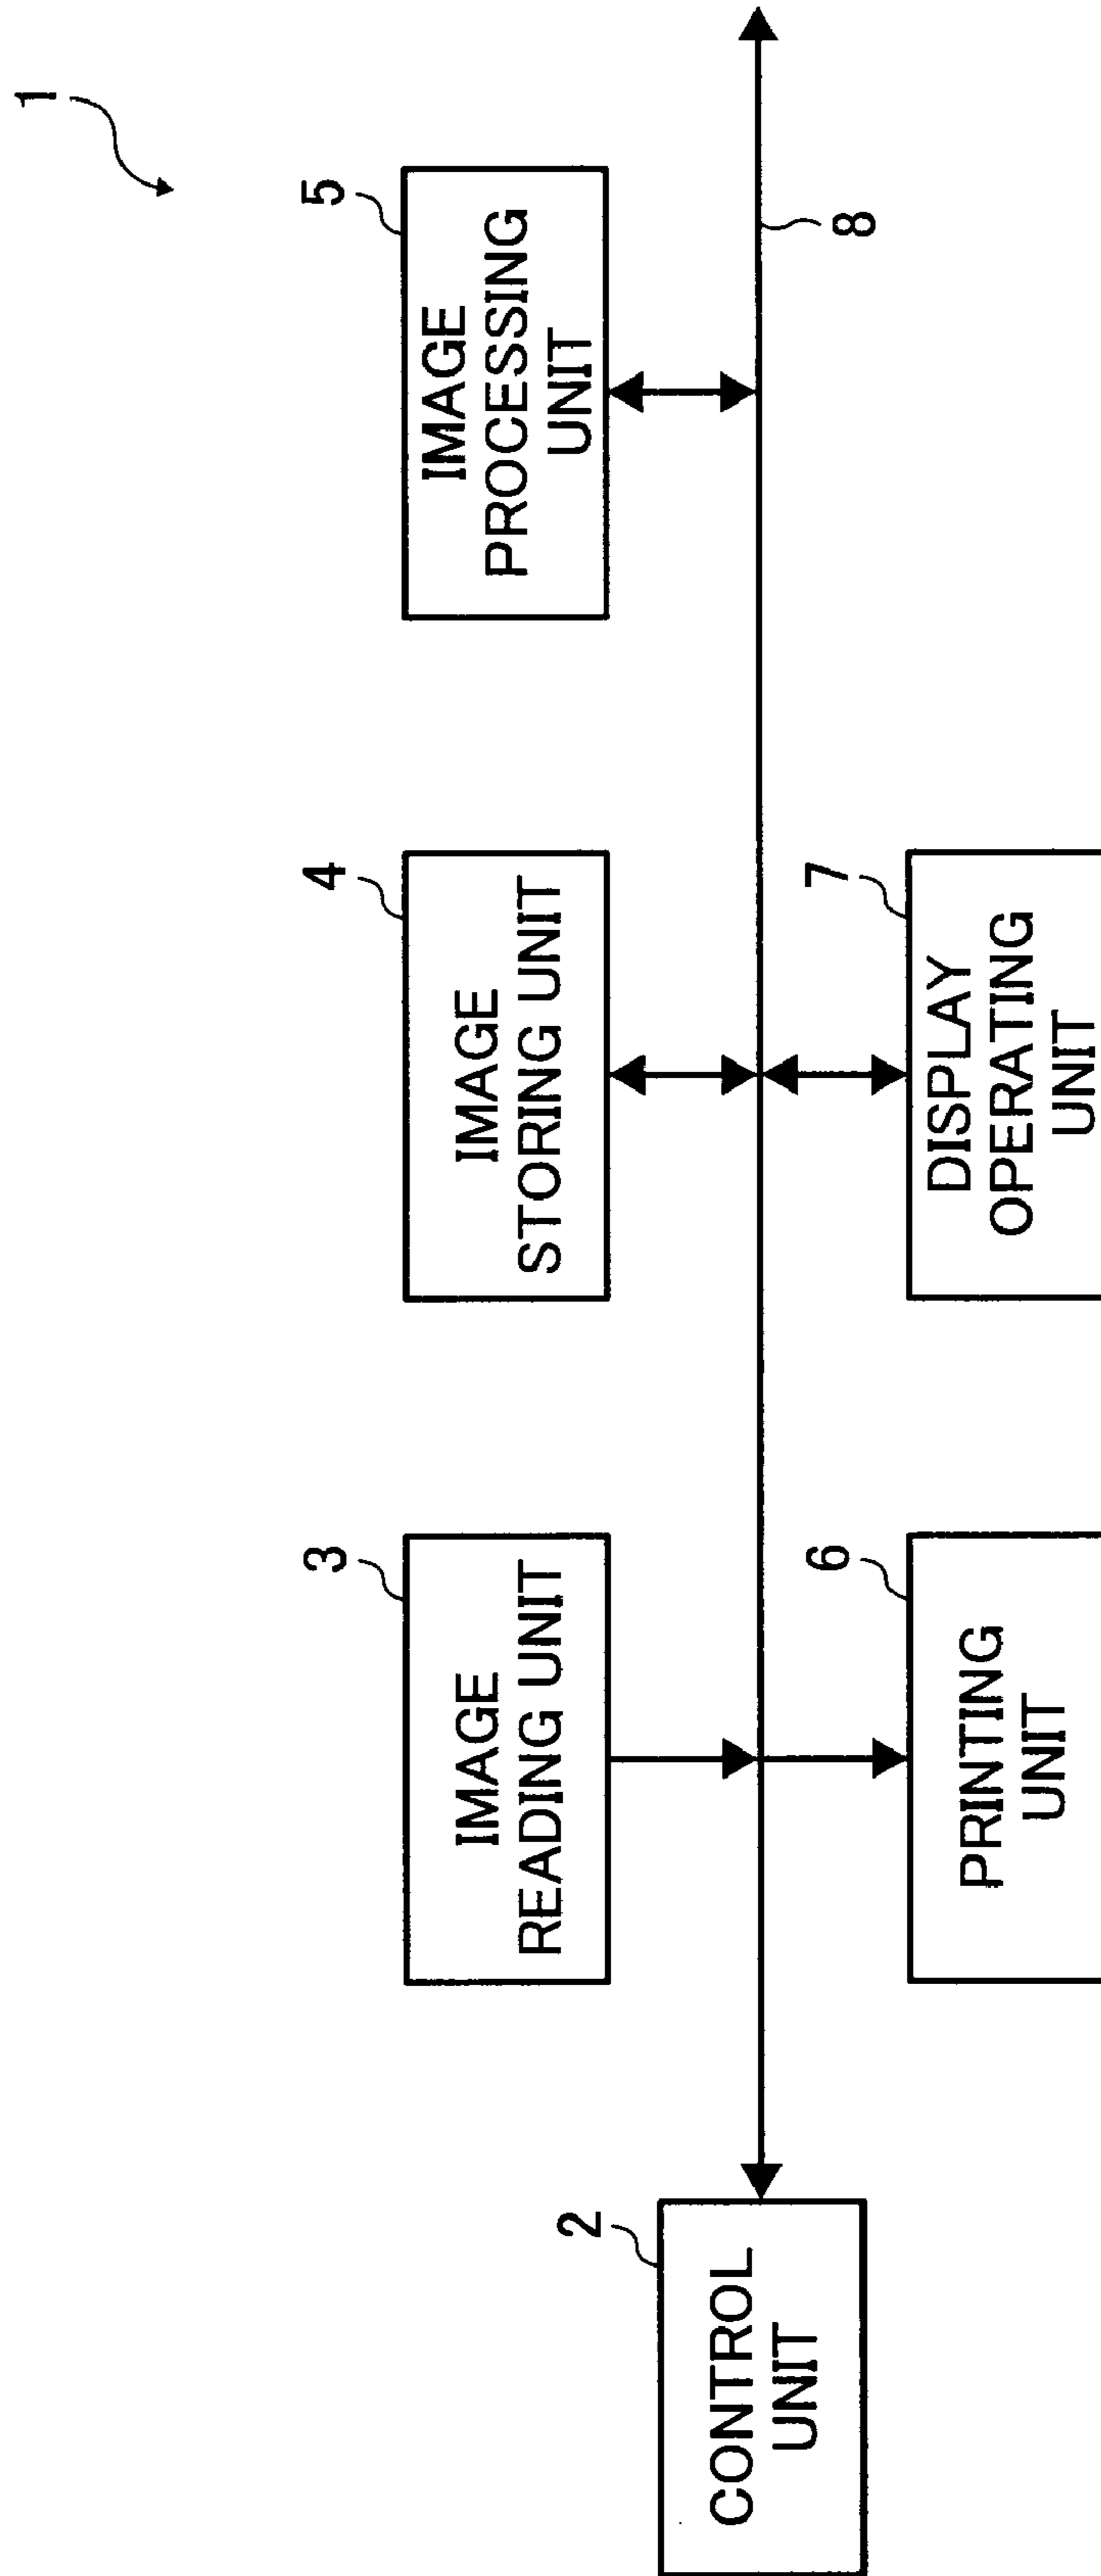 1
5
IMAGE
PROCESSING
UNIT
4
IMAGE
STORING UNIT
3
IMAGE
READING UNIT
2
CONTROL
UNIT
8
7
DISPLAY
OPERATING
UNIT
6
PRINTING
UNIT